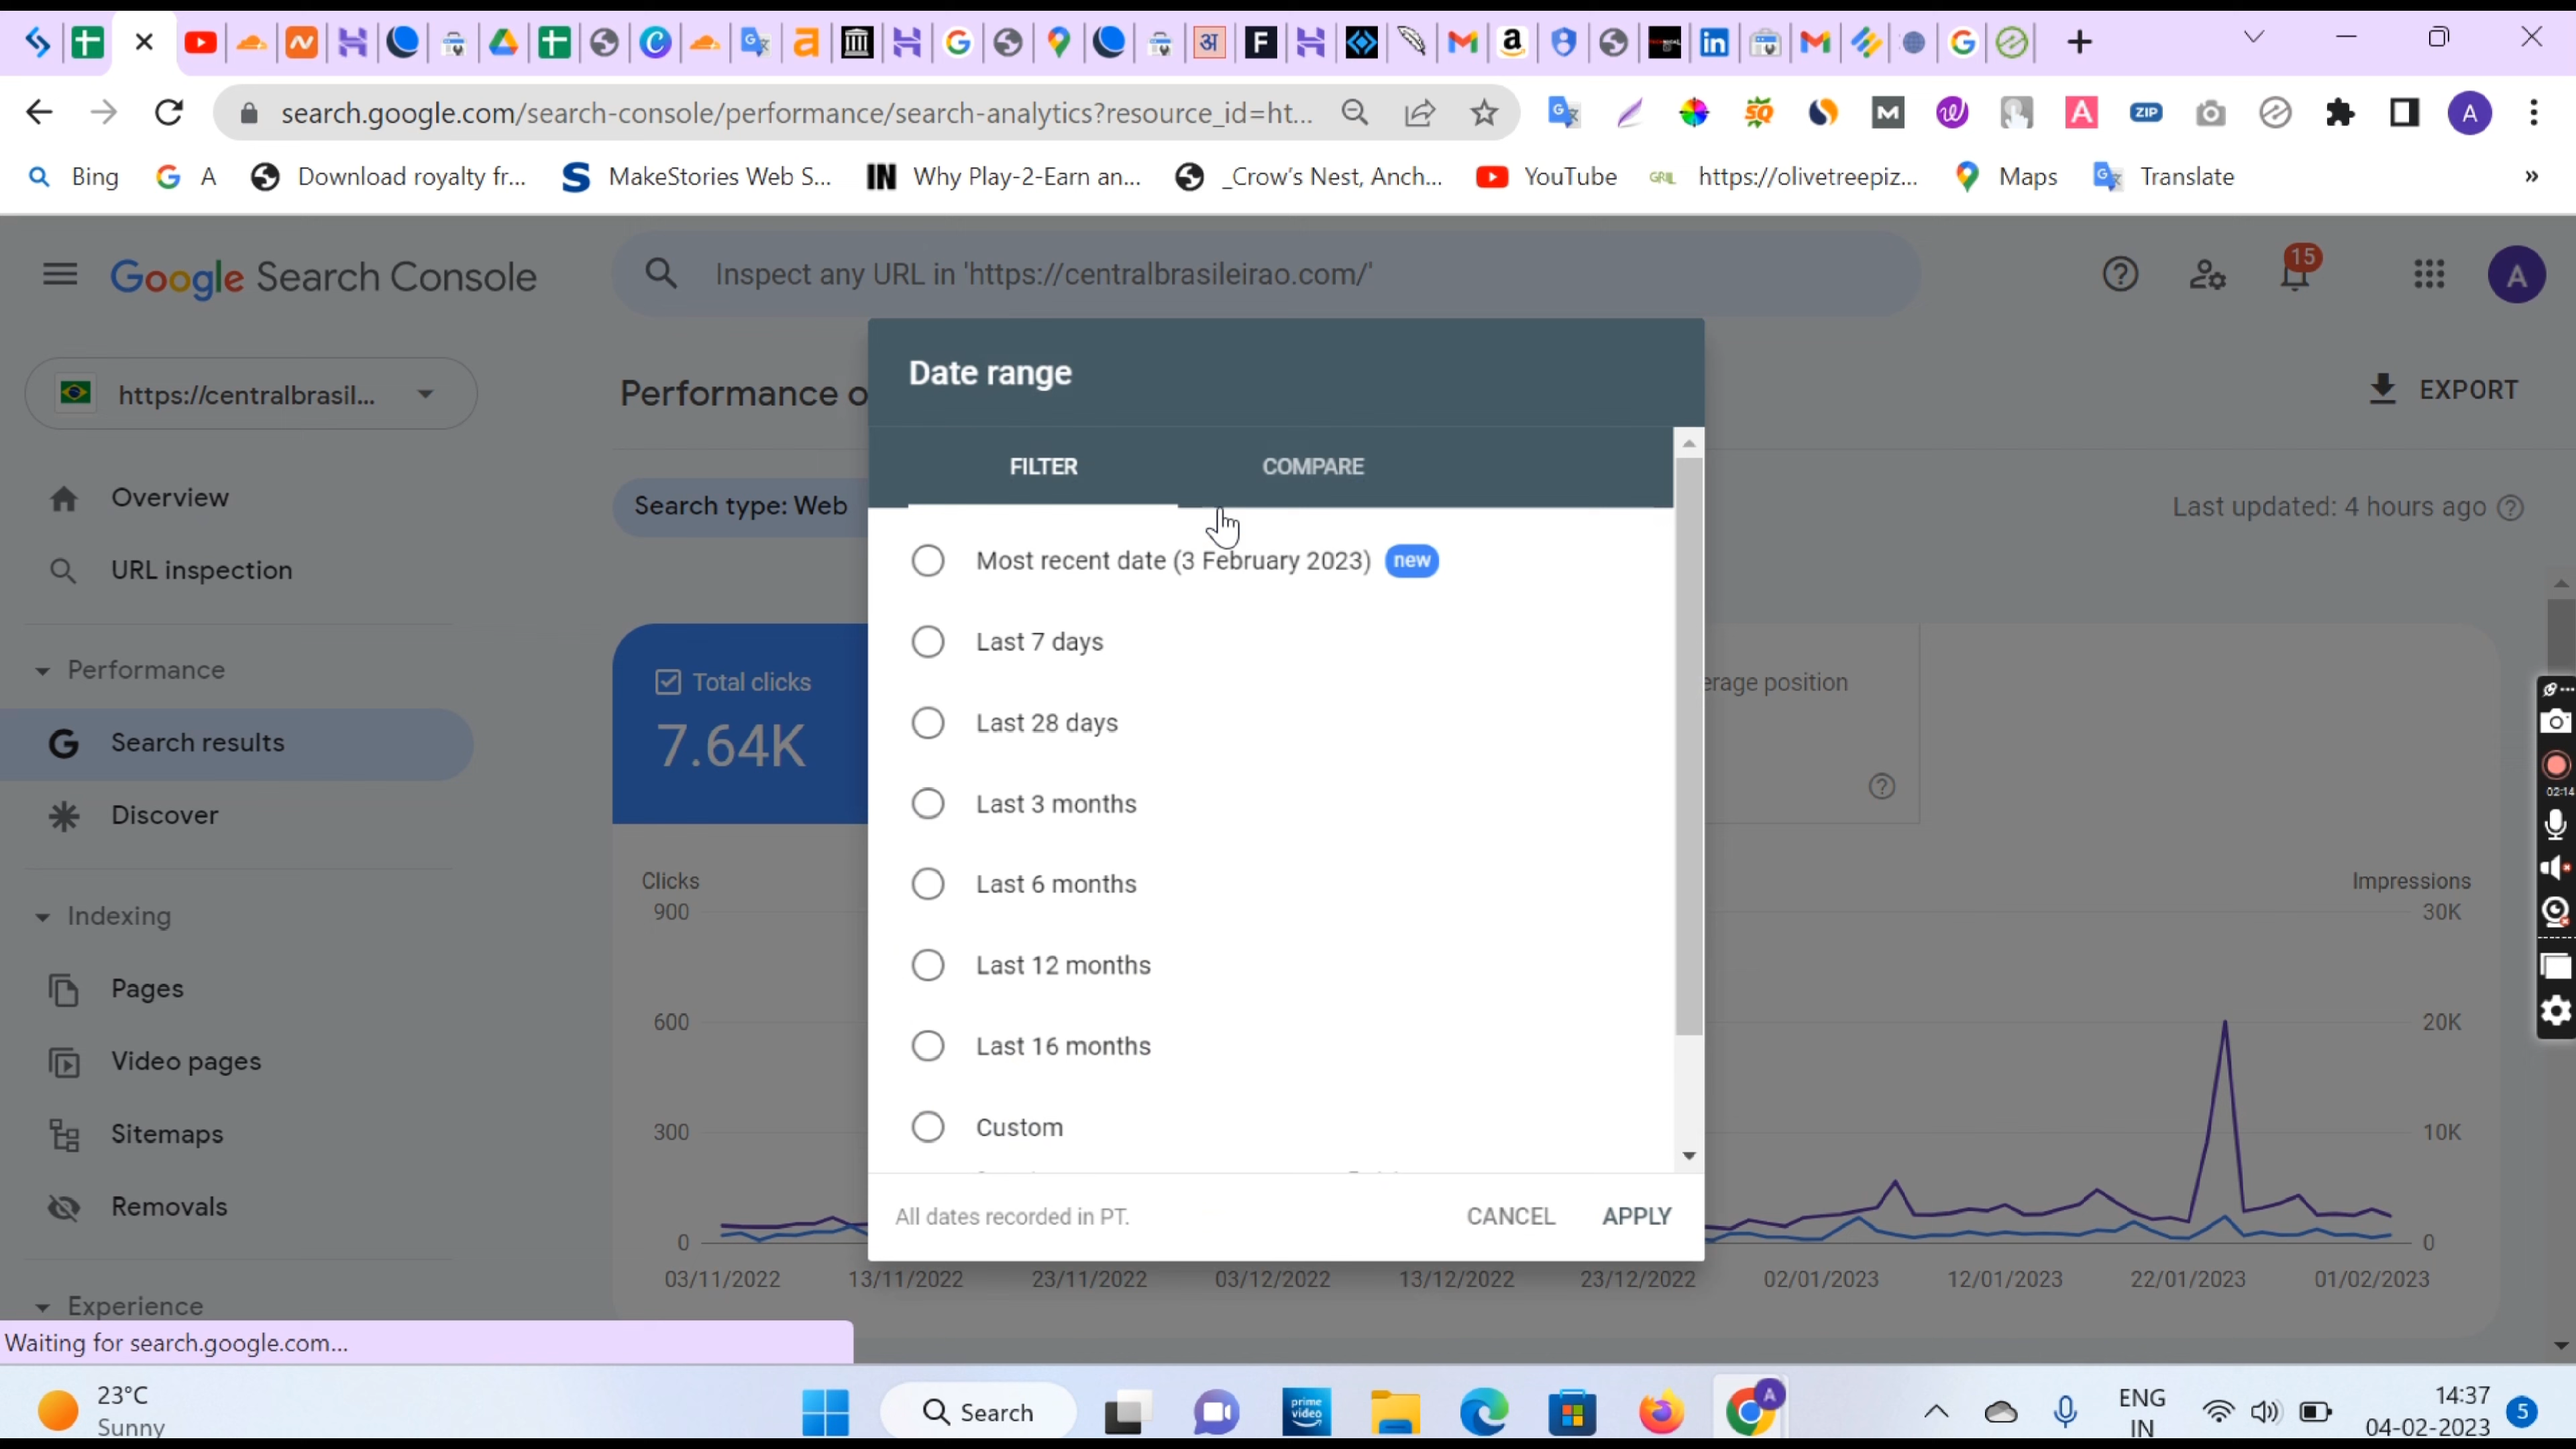 search.google.com/search-console/performance/search-analytics?resource_id=ht...
Bing
A
Download royalty fr...
MakeStories Web S...
Why Play-2-Earn an...
_Crow's Nest, Anch...
YouTube
https://olivetreepiz...
Maps
Translate
»
Google Search Console
Inspect any URL in 'https://centralbrasileirao.com/'
15
A
https://centralbrasil...
Performance o
EXPORT
Search type: Web
Last updated: 4 hours ago
Overview
URL inspection
Performance
Search results
Discover
Indexing
Pages
Video pages
Sitemaps
Removals
Experience
Date range
FILTER
COMPARE
Most recent date (3 February 2023) new
Last 7 days
Last 28 days
Last 3 months
Last 6 months
Last 12 months
Last 16 months
Custom
All dates recorded in PT.
CANCEL
APPLY
Total clicks
7.64K
erage position
Clicks
900
600
300
0
Impressions
30K
20K
10K
0
03/11/2022
13/11/2022
23/11/2022
03/12/2022
13/12/2022
23/12/2022
02/01/2023
12/01/2023
22/01/2023
01/02/2023
02:14
Waiting for search.google.com...
23°C
Sunny
Search
prime video
ENG
IN
14:37
04-02-2023
5